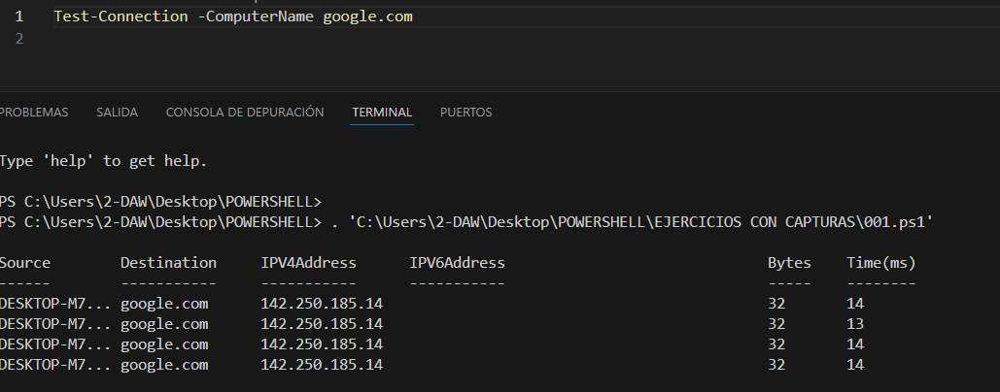 1 Test-Connection -ComputerName google.com
2
PROBLEMAS SALIDA CONSOLA DE DEPURACIÓN TERMINAL PUERTOS
Type 'help' to get help.
PS C:\Users\2-DAW\Desktop\POWERSHELL>
PS C:\Users\2-DAW\Desktop\POWERSHELL> . 'C:\Users\2-DAW\Desktop\POWERSHELL\EJERCICIOS CON CAPTURAS\001.ps1'
Source Destination IPV4Address IPV6Address Bytes Time(ms)
------ ----------- ----------- ----------- ----- --------
DESKTOP-M7... google.com 142.250.185.14 32 14
DESKTOP-M7... google.com 142.250.185.14 32 13
DESKTOP-M7... google.com 142.250.185.14 32 14
DESKTOP-M7... google.com 142.250.185.14 32 14